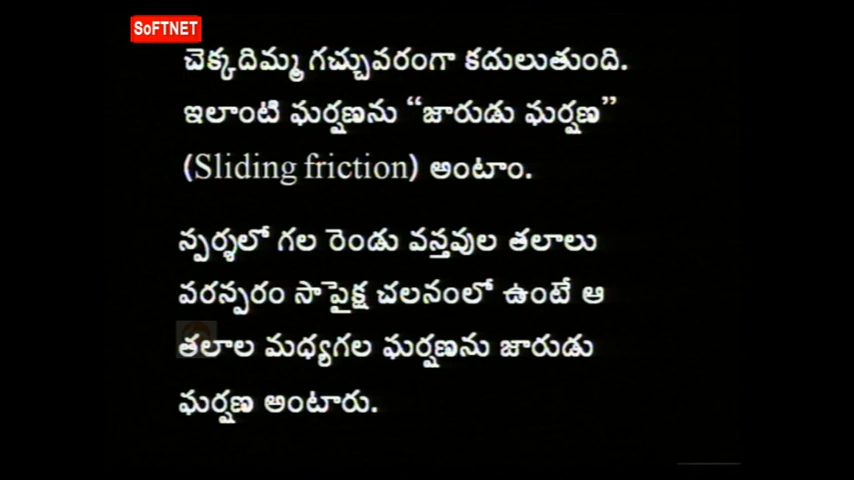 SoFTNET
చెక్కదిమ్మ గచ్చువరంగా కదులుతుంది.
ఇలాంటి ఘర్షణను “జారుడు ఘర్షణ”
(Sliding friction) అంటాం.
స్పర్శలో గల రెండు వస్తువుల తలాలు
పరస్పరం సాపేక్ష చలనంలో ఉంటే ఆ
తలాల మధ్యగల ఘర్షణను జారుడు
ఘర్షణ అంటారు.